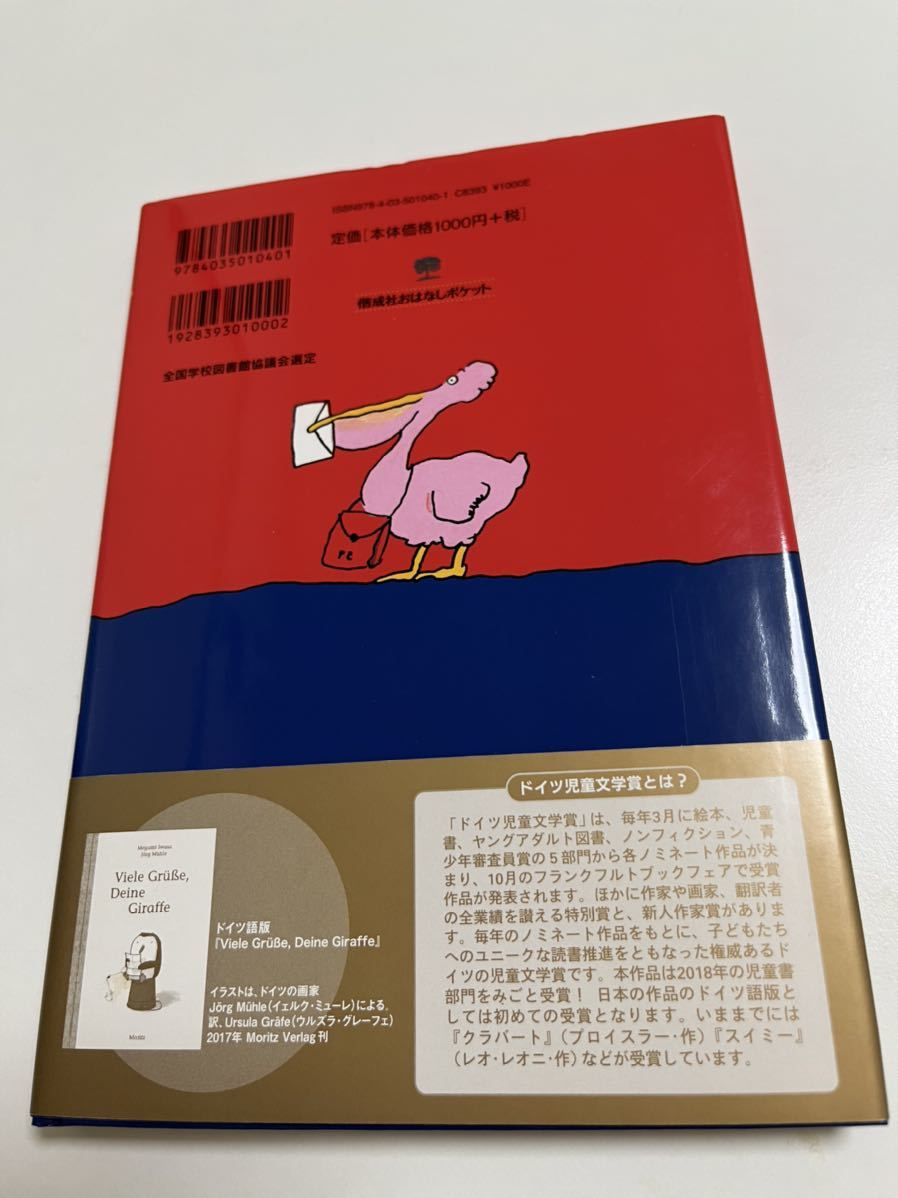 ISBN978-4-03-501040-1 C8393 ¥1000E
定価[本体価格1000円+税]
9784035010401
1928393010002
偕成社おはなしポケット
全国学校図書館協議会選定
ドイツ児童文学賞とは?
「ドイツ児童文学賞」は、毎年3月に絵本、児童
書、ヤングアダルト図書、ノンフィクション、青
少年審査員賞の5部門から各ノミネート作品が決
まり、10月のフランクフルトブックフェアで受賞
作品が発表されます。ほかに作家や画家、翻訳者
の全業績を讃える特別賞と、新人作家賞がありま
す。毎年のノミネート作品をもとに、子どもたち
へのユニークな読書推進をともなった権威あるド
イツの児童文学賞です。本作品は2018年の児童書
部門をみごと受賞! 日本の作品のドイツ語版と
しては初めての受賞となります。いままでには
『クラバート』(プロイスラー・作)『スイミー』
(レオ・レオニ・作)などが受賞しています。
Megumi Iwasa
Jörg Mühle
Viele Grüße,
Deine
Giraffe
Moritz
ドイツ語版
『Viele Grüße, Deine Giraffe』
イラストは、ドイツの画家
Jörg Mühle(イェルク・ミューレ)による。
訳、Ursula Gräfe(ウルズラ・グレーフェ)
2017年 Moritz Verlag 刊